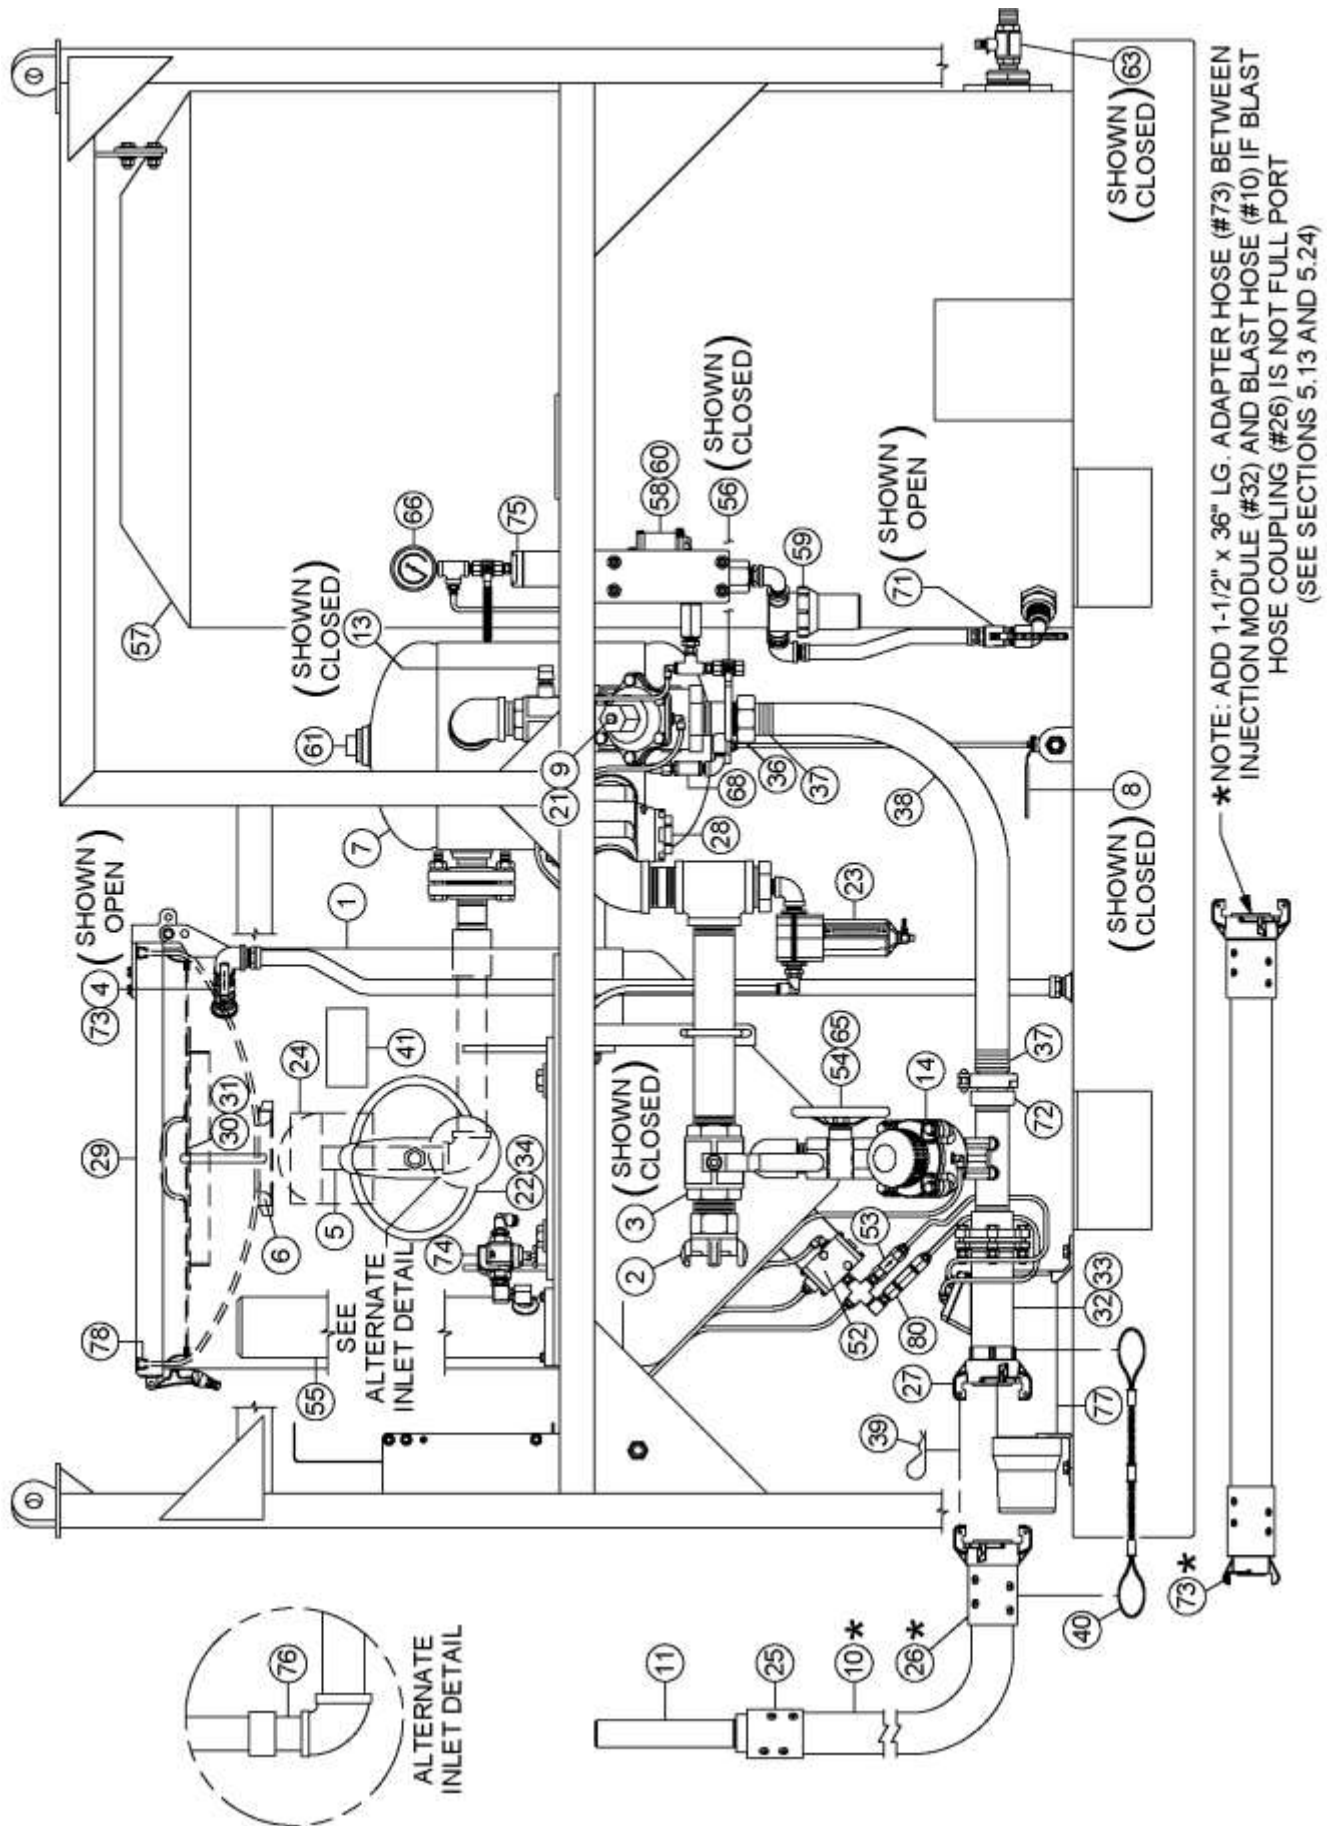 57
(SHOWN
CLOSED)
61
13
66
75
58
60
(SHOWN
CLOSED)
56
59
71
(SHOWN
OPEN)
63
(SHOWN
CLOSED)
7
21
9
68
36
37
28
38
8
(SHOWN
CLOSED)
(SHOWN
OPEN)
73
4
1
23
24
41
29
30
31
(SHOWN
CLOSED)
54
65
14
37
72
6
5
22
34
3
2
74
53
52
80
32
33
78
55
SEE
ALTERNATE
INLET DETAIL
27
39
77
40
76
ALTERNATE
INLET DETAIL
11
25
10*
26*
73*
*NOTE: ADD 1-1/2" x 36" LG. ADAPTER HOSE (#73) BETWEEN
INJECTION MODULE (#32) AND BLAST HOSE (#10) IF BLAST
HOSE COUPLING (#26) IS NOT FULL PORT
(SEE SECTIONS 5.13 AND 5.24)